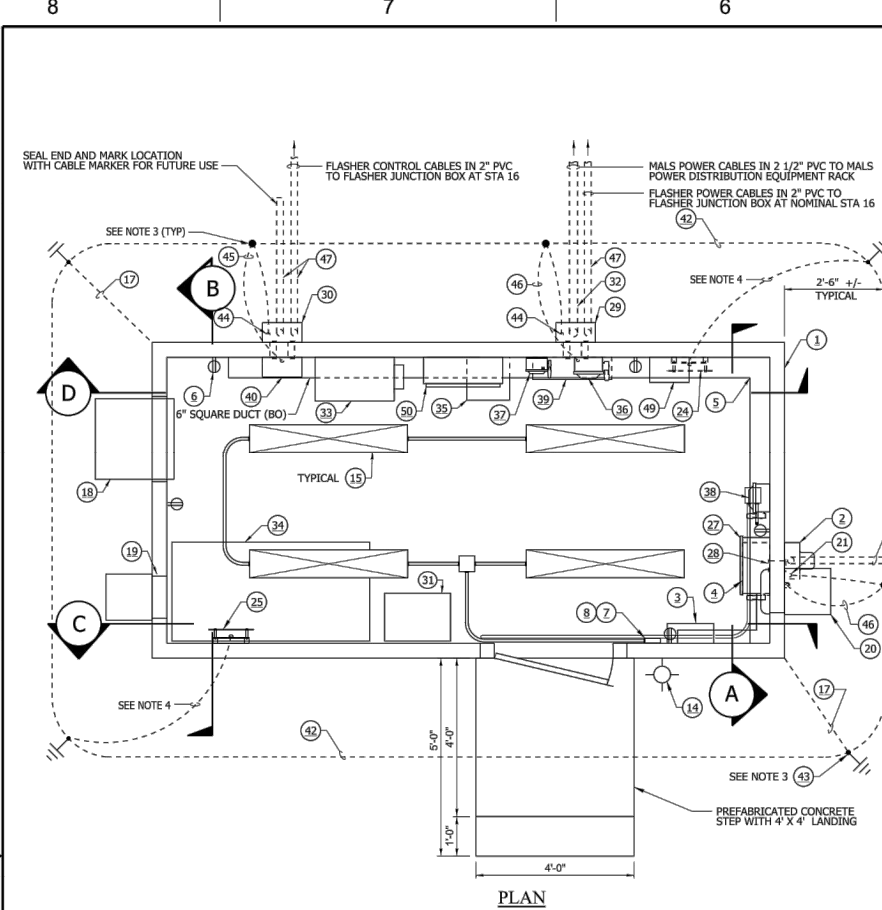 8
7
6
SEAL END AND MARK LOCATION
WITH CABLE MARKER FOR FUTURE USE
FLASHER CONTROL CABLES IN 2" PVC
TO FLASHER JUNCTION BOX AT STA 16
MALS POWER CABLES IN 2 1/2" PVC TO MALS
POWER DISTRIBUTION EQUIPMENT RACK
FLASHER POWER CABLES IN 2" PVC TO
FLASHER JUNCTION BOX AT NOMINAL STA 16
42
SEE NOTE 3 (TYP)
45
47
47
17
46
32
SEE NOTE 4
2'-6" +/-
TYPICAL
B
30
29
44
44
1
D
6
40
33
50
35
37
39
36
49
24
5
6" SQUARE DUCT (BO)
TYPICAL
15
18
38
34
27
2
28
21
19
31
4
25
8
7
3
C
46
20
A
14
17
SEE NOTE 4
42
5'-0"
4'-0"
1'-0"
SEE NOTE 3
43
PREFABRICATED CONCRETE
STEP WITH 4' X 4' LANDING
4'-0"
PLAN